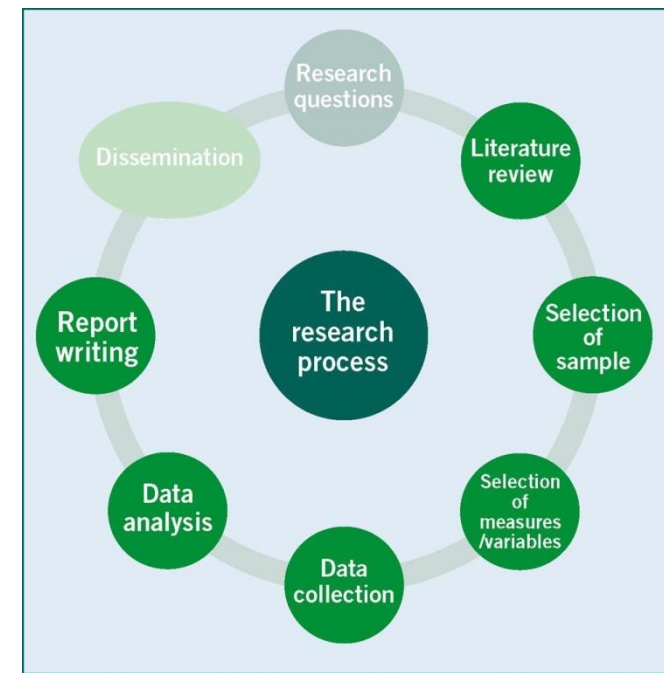 Research
questions
Literature
review
Selection
of
sample
Selection
of
measures
/variables
Data
collection
Data
analysis
Report
writing
Dissemination
The
research
process